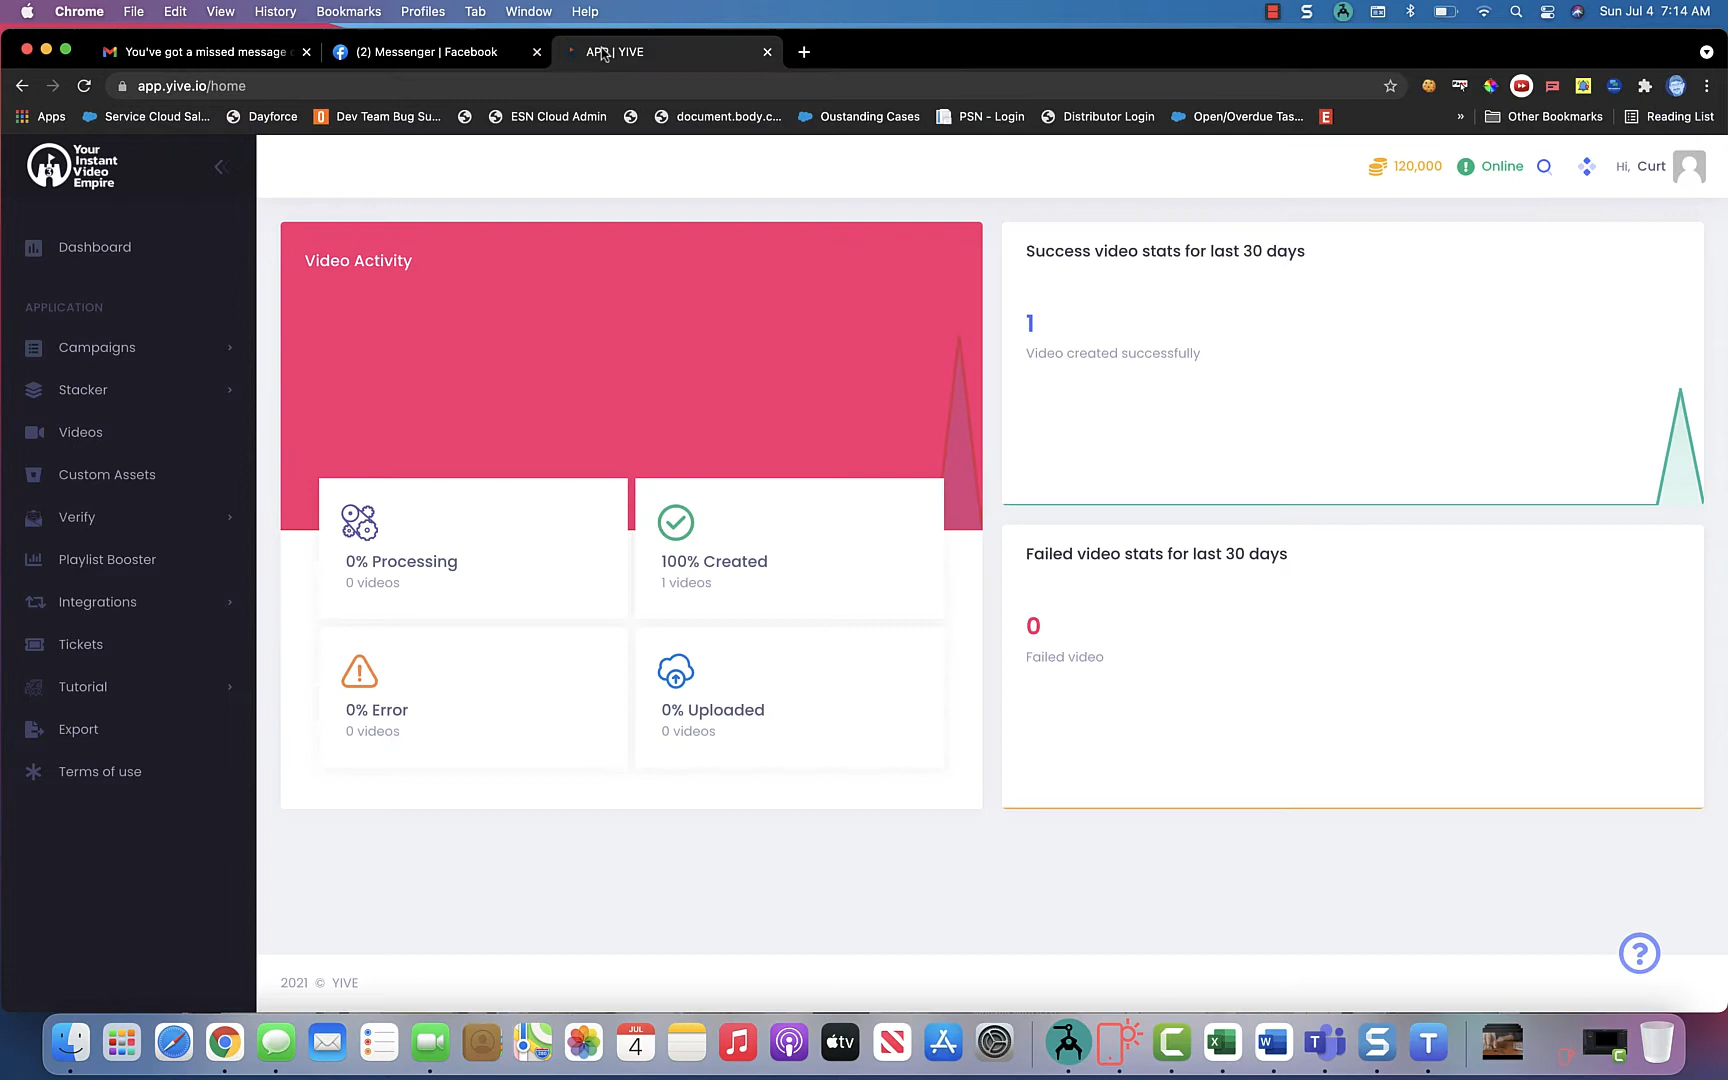 Chrome File Edit View History Bookmarks Profiles Tab Window Help
Sun Jul 4 7:14 AM
You've got a missed message
(2) Messenger | Facebook
YIVE
app.yive.io/home
Apps
Service Cloud Sal...
Dayforce
Dev Team Bug Su...
ESN Cloud Admin
document.body.c...
Oustanding Cases
PSN - Login
Distributor Login
Open/Overdue Tas...
E
»
Other Bookmarks
Reading List
Your
Instant
Video
Empire
120,000
Online
Hi, Curt
Dashboard
APPLICATION
Campaigns
Stacker
Videos
Custom Assets
Verify
Playlist Booster
Integrations
Tickets
Tutorial
Export
Terms of use
Video Activity
0% Processing
0 videos
100% Created
1 videos
0% Error
0 videos
0% Uploaded
0 videos
Success video stats for last 30 days
1
Video created successfully
Failed video stats for last 30 days
0
Failed video
?
2021 © YIVE
JUL
4
tv